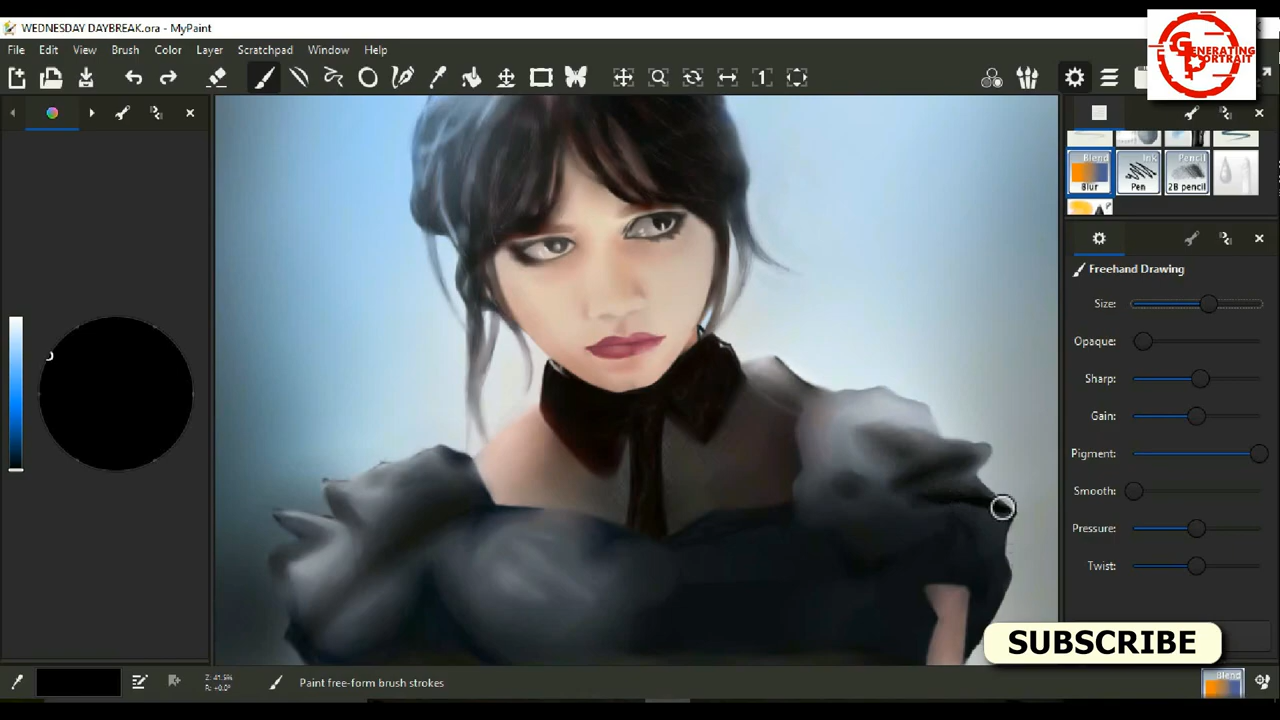 WEDNESDAY DAYBREAK.ora - MyPaint
GENERATING
PORTRAIT
File Edit View Brush Color Layer Scratchpad Window Help
Blend
Blur
Ink
Pen
Pencil
2B pencil
Freehand Drawing
Size:
Opaque:
Sharp:
Gain:
Pigment:
Smooth:
Pressure:
Twist:
SUBSCRIBE
Paint free-form brush strokes
Blend